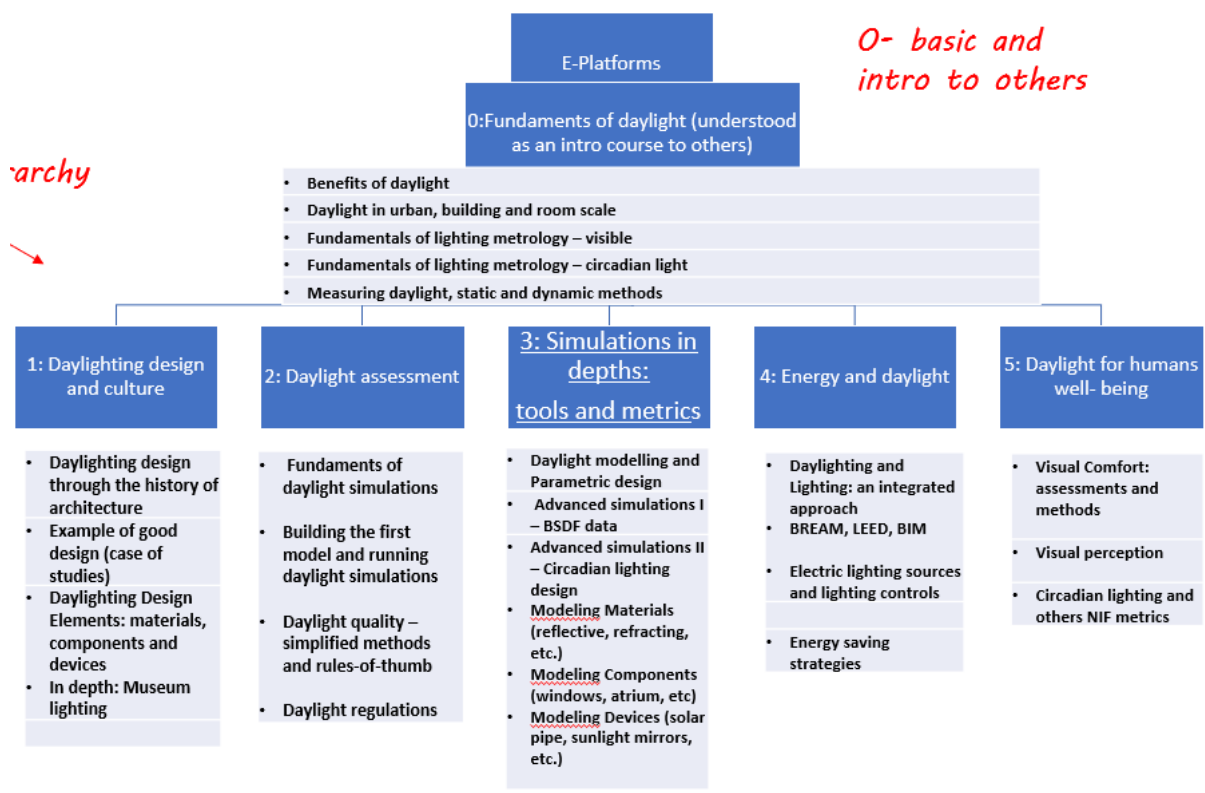 E-Platforms
O- basic and
intro to others
0:Fundaments of daylight (understood
as an intro course to others)
rarchy
• Benefits of daylight
• Daylight in urban, building and room scale
• Fundamentals of lighting metrology – visible
• Fundamentals of lighting metrology – circadian light
• Measuring daylight, static and dynamic methods
1: Daylighting design
and culture
• Daylighting design
through the history of
architecture
• Example of good
design (case of
studies)
• Daylighting Design
Elements: materials,
components and
devices
• In depth: Museum
lighting
2: Daylight assessment
• Fundaments of
daylight simulations
• Building the first
model and running
daylight simulations
• Daylight quality –
simplified methods
and rules-of-thumb
• Daylight regulations
3: Simulations in
depths:
tools and metrics
• Daylight modelling and
Parametric design
• Advanced simulations I
– BSDF data
• Advanced simulations II
– Circadian lighting
design
• Modeling Materials
(reflective, refracting,
etc.)
• Modeling Components
(windows, atrium, etc)
• Modeling Devices (solar
pipe, sunlight mirrors,
etc.)
4: Energy and daylight
• Daylighting and
Lighting: an integrated
approach
• BREAM, LEED, BIM
• Electric lighting sources
and lighting controls
• Energy saving
strategies
5: Daylight for humans
well- being
• Visual Comfort:
assessments and
methods
• Visual perception
• Circadian lighting and
others NIF metrics